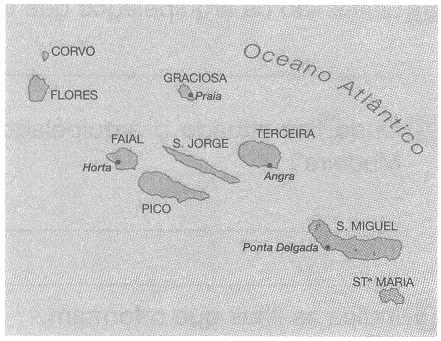 CORVO
Oceano Atlântico
FLORES
GRACIOSA
Praia
FAIAL
S. JORGE
TERCEIRA
Horta
Angra
PICO
S. MIGUEL
Ponta Delgada
STª MARIA